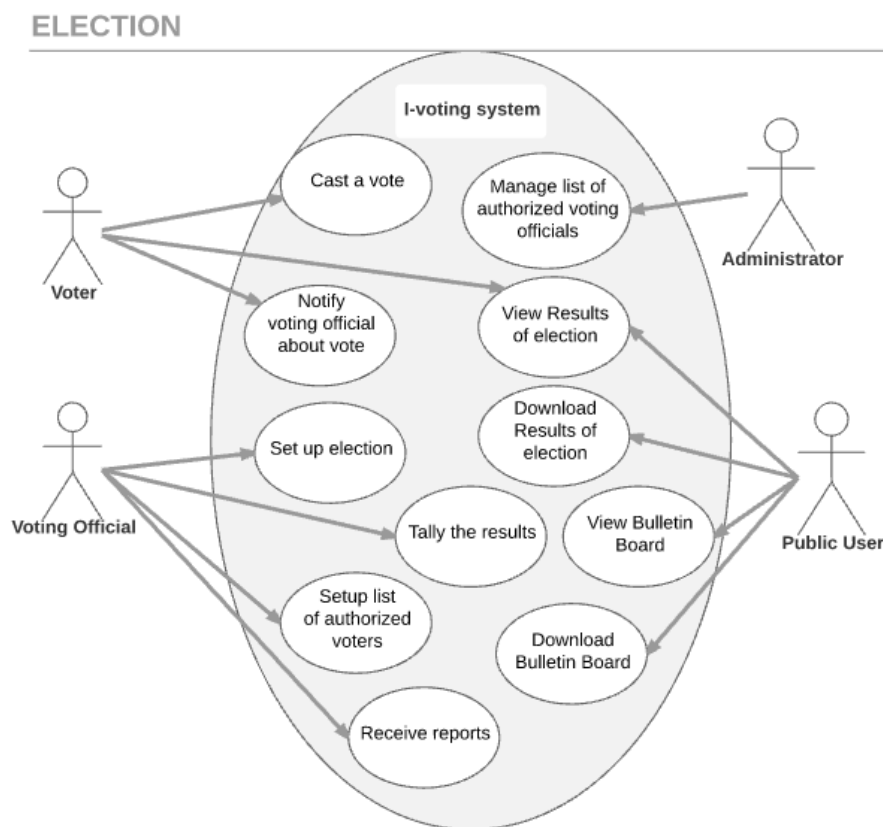 ELECTION
I-voting system
Cast a vote
Manage list of
authorized voting
officials
Voter
Administrator
Notify
voting official
about vote
View Results
of election
Set up election
Download
Results of
election
Voting Official
Tally the results
View Bulletin
Board
Public User
Setup list
of authorized
voters
Download
Bulletin Board
Receive reports